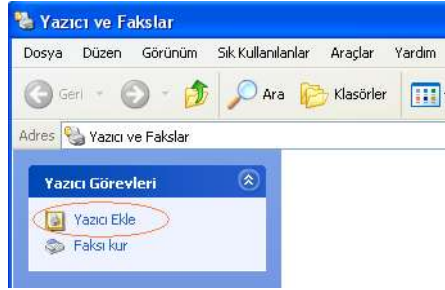 Yazıcı ve Fakslar
Dosya Düzen Görünüm Sık Kullanılanlar Araçlar Yardım
Geri Ara Klasörler
Adres Yazıcı ve Fakslar
Yazıcı Görevleri
Yazıcı Ekle
Faksı kur